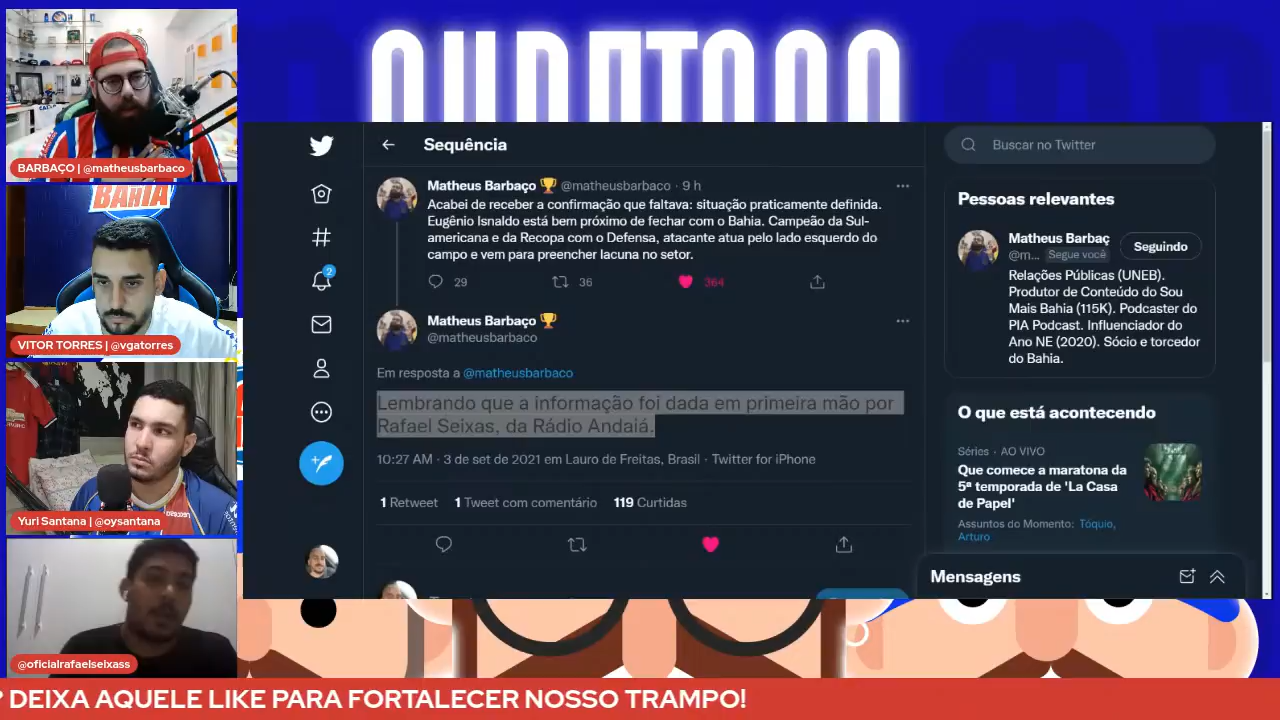 BARBAÇO | @matheusbarbaco
BAHIA
VITOR TORRES | @vgatorres
Yuri Santana | @oysantana
@oficialrafaelseixass
Sequência
Matheus Barbaço 🏆 @matheusbarbaco · 9 h
Acabei de receber a confirmação que faltava: situação praticamente definida.
Eugênio Isnaldo está bem próximo de fechar com o Bahia. Campeão da Sul-
americana e da Recopa com o Defensa, atacante atua pelo lado esquerdo do
campo e vem para preencher lacuna no setor.
29 36 364
Matheus Barbaço 🏆
@matheusbarbaco
Em resposta a @matheusbarbaco
Lembrando que a informação foi dada em primeira mão por
Rafael Seixas, da Rádio Andaiá.
10:27 AM · 3 de set de 2021 em Lauro de Freitas, Brasil · Twitter for iPhone
1 Retweet 1 Tweet com comentário 119 Curtidas
2
Buscar no Twitter
Pessoas relevantes
Matheus Barbaç
@m... Segue você
Seguindo
Relações Públicas (UNEB).
Produtor de Conteúdo do Sou
Mais Bahia (115K). Podcaster do
PIA Podcast. Influenciador do
Ano NE (2020). Sócio e torcedor
do Bahia.
O que está acontecendo
Séries · AO VIVO
Que comece a maratona da
5ª temporada de 'La Casa
de Papel'
Assuntos do Momento: Tóquio,
Arturo
Mensagens
DEIXA AQUELE LIKE PARA FORTALECER NOSSO TRAMPO!